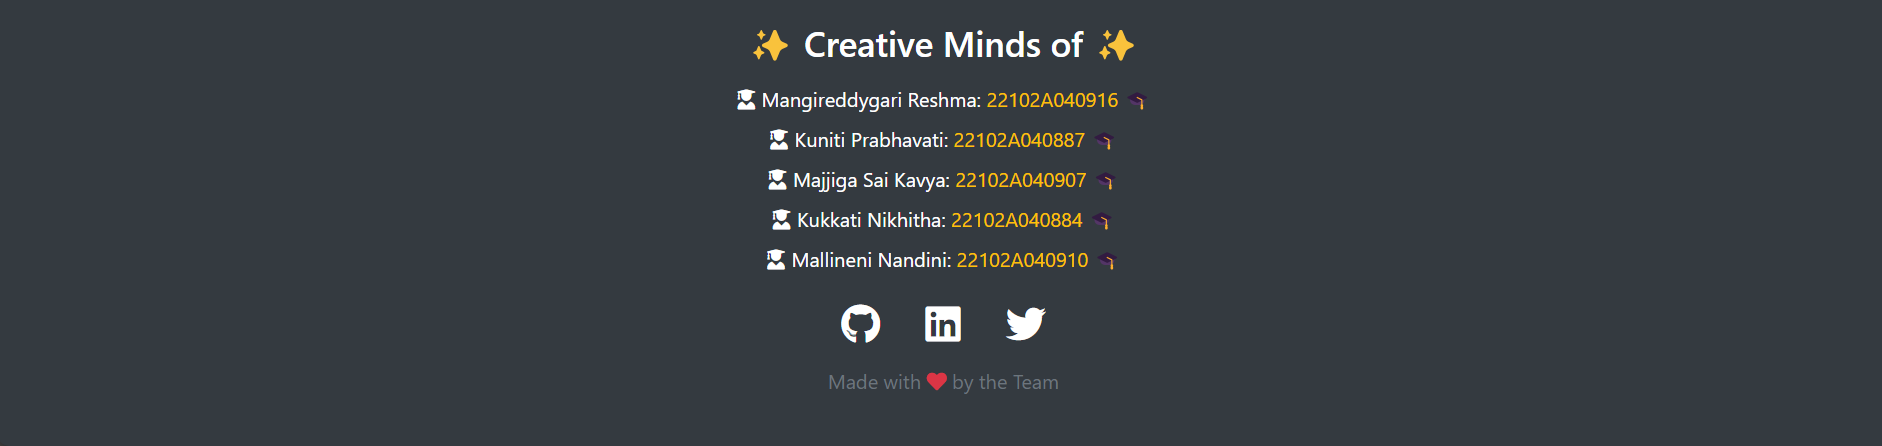 ✨ Creative Minds of ✨
Mangireddygari Reshma: 22102A040916 🎓
Kuniti Prabhavati: 22102A040887 🎓
Majjiga Sai Kavya: 22102A040907 🎓
Kukkati Nikhitha: 22102A040884 🎓
Mallineni Nandini: 22102A040910 🎓
in
Made with ❤ by the Team